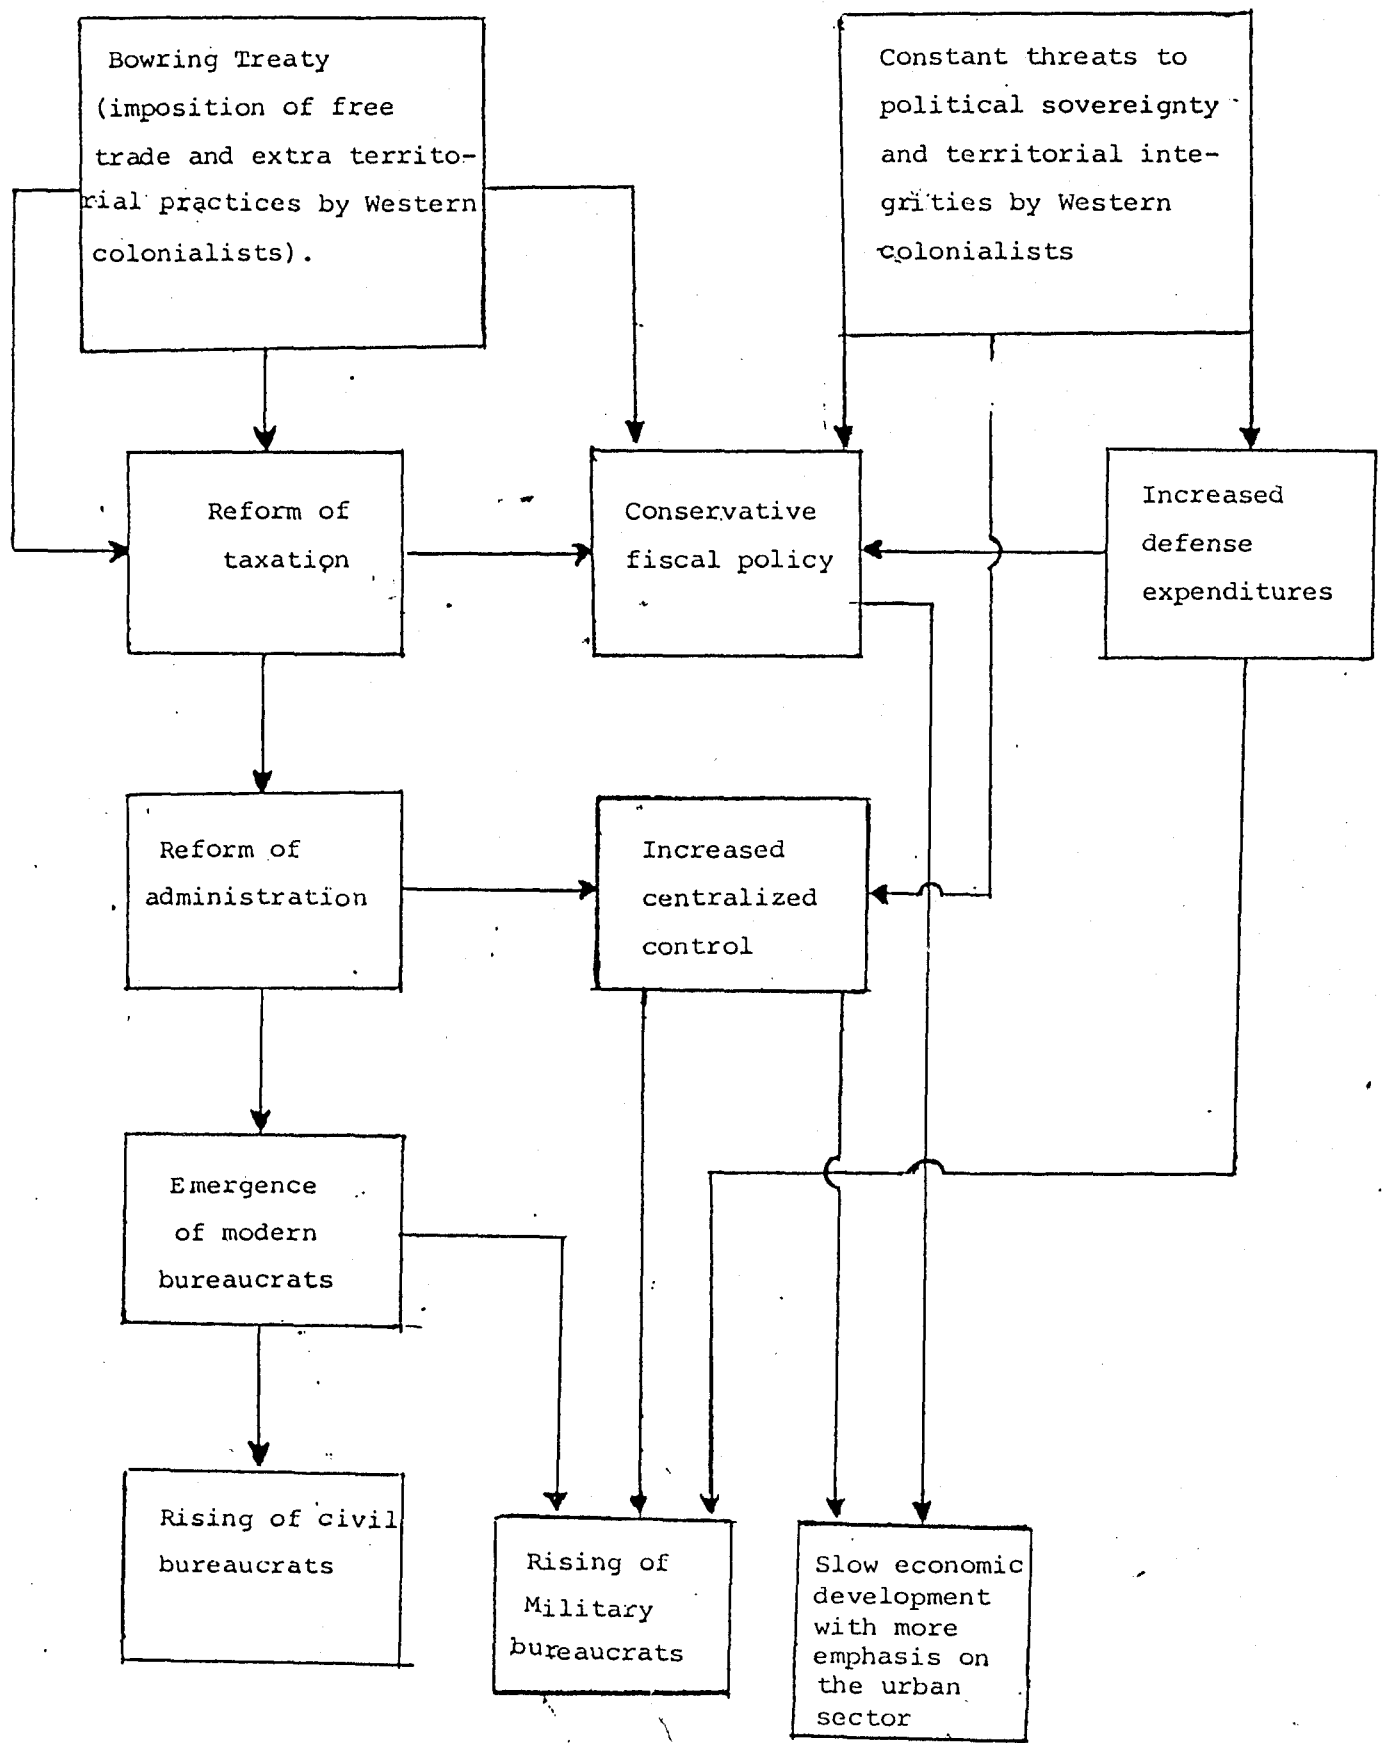 Bowring Treaty
(imposition of free
trade and extra territo-
rial practices by Western
colonialists).
Constant threats to
political sovereignty
and territorial inte-
grities by Western
colonialists
Reform of
taxation
Conservative
fiscal policy
Increased
defense
expenditures
Reform of
administration
Increased
centralized
control
Emergence
of modern
bureaucrats
Rising of civil
bureaucrats
Rising of
Military
bureaucrats
Slow economic
development
with more
emphasis on
the urban
sector